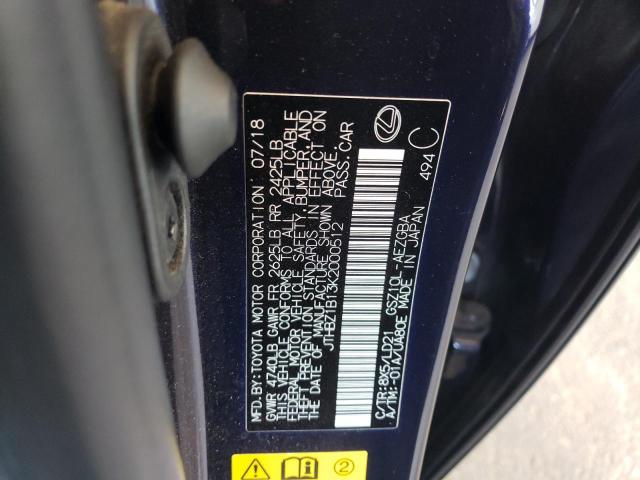 MFD.BY:TOYOTA MOTOR CORPORATION 07/18
GVWR 4740LB GAWR FR 2625LB RR 2425LB
THIS VEHICLE CONFORMS TO ALL APPLICABLE
FEDERAL MOTOR VEHICLE SAFETY, BUMPER, AND
THEFT PREVENTION STANDARDS IN EFFECT ON
THE DATE OF MANUFACTURE SHOWN ABOVE.
JTHBZ1B13K2000512 PASS. CAR
C/TR:8X5/LD21 GSZ10L-AEZGBA
A/TM:-01A/UA80E MADE IN JAPAN
494 C
2